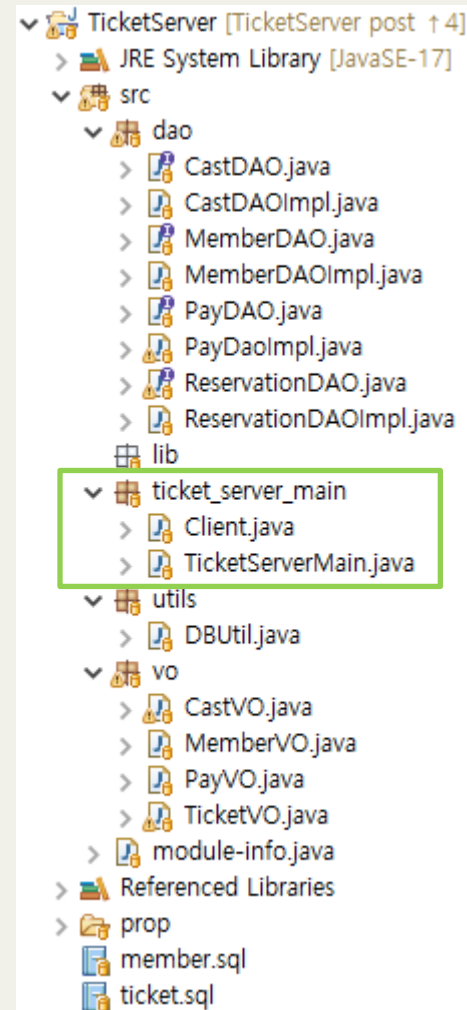 TicketServer [TicketServer post ↑4]
JRE System Library [JavaSE-17]
src
dao
CastDAO.java
CastDAOImpl.java
MemberDAO.java
MemberDAOImpl.java
PayDAO.java
PayDaoImpl.java
ReservationDAO.java
ReservationDAOImpl.java
lib
ticket_server_main
Client.java
TicketServerMain.java
utils
DBUtil.java
vo
CastVO.java
MemberVO.java
PayVO.java
TicketVO.java
module-info.java
Referenced Libraries
prop
member.sql
ticket.sql